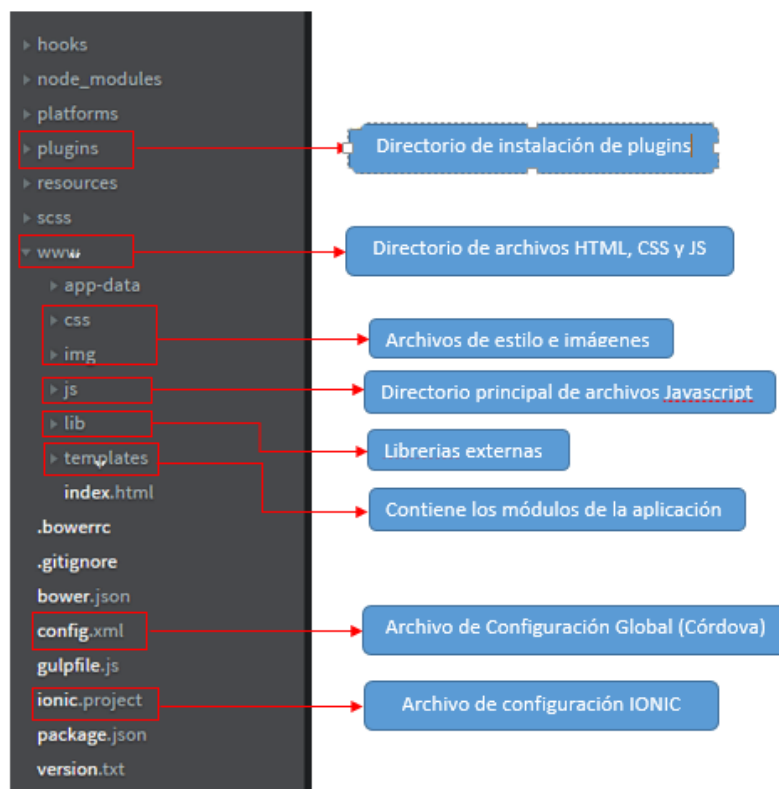 hooks
node_modules
platforms
plugins
Directorio de instalación de plugins
resources
scss
www
Directorio de archivos HTML, CSS y JS
app-data
css
img
Archivos de estilo e imágenes
js
Directorio principal de archivos Javascript
lib
Librerias externas
templates
Contiene los módulos de la aplicación
index.html
.bowerrc
.gitignore
bower.json
config.xml
Archivo de Configuración Global (Córdova)
gulpfile.js
ionic.project
Archivo de configuración IONIC
package.json
version.txt